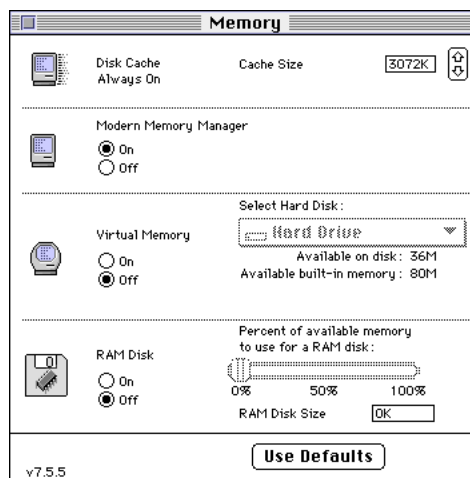 Memory
Disk Cache
Always On
Cache Size
3072K
Modern Memory Manager
On
Off
Select Hard Disk:
Virtual Memory
Hard Drive
On
Off
Available on disk: 36M
Available built-in memory: 80M
Percent of available memory
to use for a RAM disk:
RAM Disk
On
Off
0% 50% 100%
RAM Disk Size
0K
Use Defaults
v7.5.5